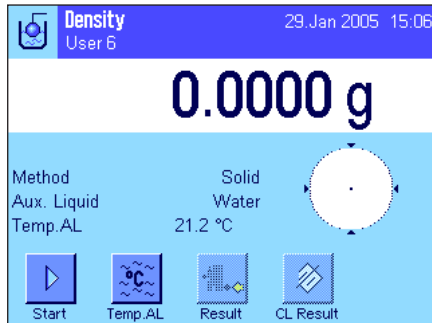 Density 29.Jan 2005 15:06
User 6
0.0000 g
Method Solid
Aux. Liquid Water
Temp.AL 21.2 °C
°C
Start Temp.AL Result CL Result